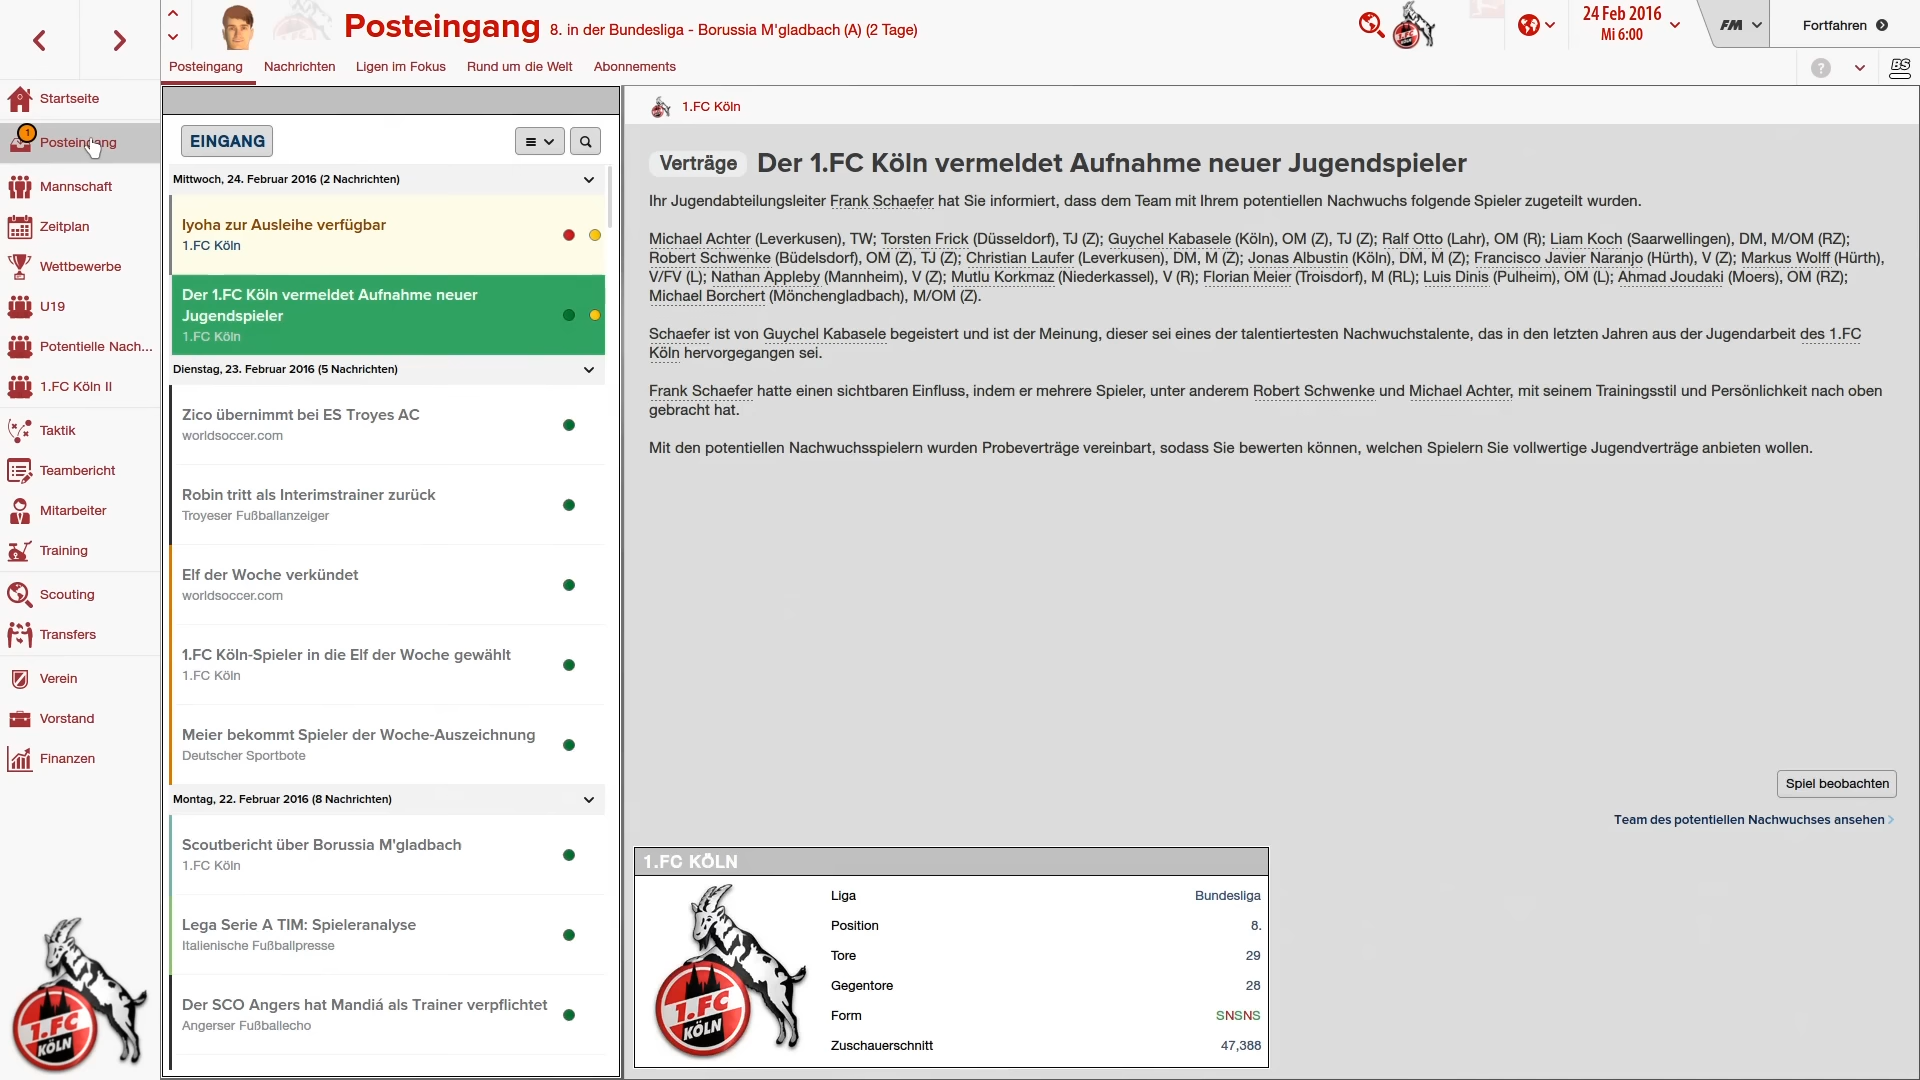 Posteingang 8. in der Bundesliga - Borussia M'gladbach (A) (2 Tage)
24 Feb 2016
Mi 6:00
FM
Fortfahren
Posteingang
Nachrichten
Ligen im Fokus
Rund um die Welt
Abonnements
?
BS
Startseite
1
Posteingang
Mannschaft
Zeitplan
Wettbewerbe
U19
Potentielle Nach...
1.FC Köln II
Taktik
Teambericht
Mitarbeiter
Training
Scouting
Transfers
Verein
Vorstand
Finanzen
1.FC
KÖLN
EINGANG
Mittwoch, 24. Februar 2016 (2 Nachrichten)
Iyoha zur Ausleihe verfügbar
1.FC Köln
Der 1.FC Köln vermeldet Aufnahme neuer
Jugendspieler
1.FC Köln
Dienstag, 23. Februar 2016 (5 Nachrichten)
Zico übernimmt bei ES Troyes AC
worldsoccer.com
Robin tritt als Interimstrainer zurück
Troyeser Fußballanzeiger
Elf der Woche verkündet
worldsoccer.com
1.FC Köln-Spieler in die Elf der Woche gewählt
1.FC Köln
Meier bekommt Spieler der Woche-Auszeichnung
Deutscher Sportbote
Montag, 22. Februar 2016 (8 Nachrichten)
Scoutbericht über Borussia M'gladbach
1.FC Köln
Lega Serie A TIM: Spieleranalyse
Italienische Fußballpresse
Der SCO Angers hat Mandiá als Trainer verpflichtet
Angerser Fußballecho
1.FC Köln
Verträge Der 1.FC Köln vermeldet Aufnahme neuer Jugendspieler
Ihr Jugendabteilungsleiter Frank Schaefer hat Sie informiert, dass dem Team mit Ihrem potentiellen Nachwuchs folgende Spieler zugeteilt wurden.
Michael Achter (Leverkusen), TW; Torsten Frick (Düsseldorf), TJ (Z); Guychel Kabasele (Köln), OM (Z), TJ (Z); Ralf Otto (Lahr), OM (R); Liam Koch (Saarwellingen), DM, M/OM (RZ);
Robert Schwenke (Büdelsdorf), OM (Z), TJ (Z); Christian Laufer (Leverkusen), DM, M (Z); Jonas Albustin (Köln), DM, M (Z); Francisco Javier Naranjo (Hürth), V (Z); Markus Wolff (Hürth),
V/FV (L); Nathan Appleby (Mannheim), V (Z); Mutlu Korkmaz (Niederkassel), V (R); Florian Meier (Troisdorf), M (RL); Luis Dinis (Pulheim), OM (L); Ahmad Joudaki (Moers), OM (RZ);
Michael Borchert (Mönchengladbach), M/OM (Z).
Schaefer ist von Guychel Kabasele begeistert und ist der Meinung, dieser sei eines der talentiertesten Nachwuchstalente, das in den letzten Jahren aus der Jugendarbeit des 1.FC
Köln hervorgegangen sei.
Frank Schaefer hatte einen sichtbaren Einfluss, indem er mehrere Spieler, unter anderem Robert Schwenke und Michael Achter, mit seinem Trainingsstil und Persönlichkeit nach oben
gebracht hat.
Mit den potentiellen Nachwuchsspielern wurden Probeverträge vereinbart, sodass Sie bewerten können, welchen Spielern Sie vollwertige Jugendverträge anbieten wollen.
Spiel beobachten
Team des potentiellen Nachwuchses ansehen
1.FC KÖLN
1.FC
KÖLN
Liga Bundesliga
Position 8.
Tore 29
Gegentore 28
Form SNSNS
Zuschauerschnitt 47,388